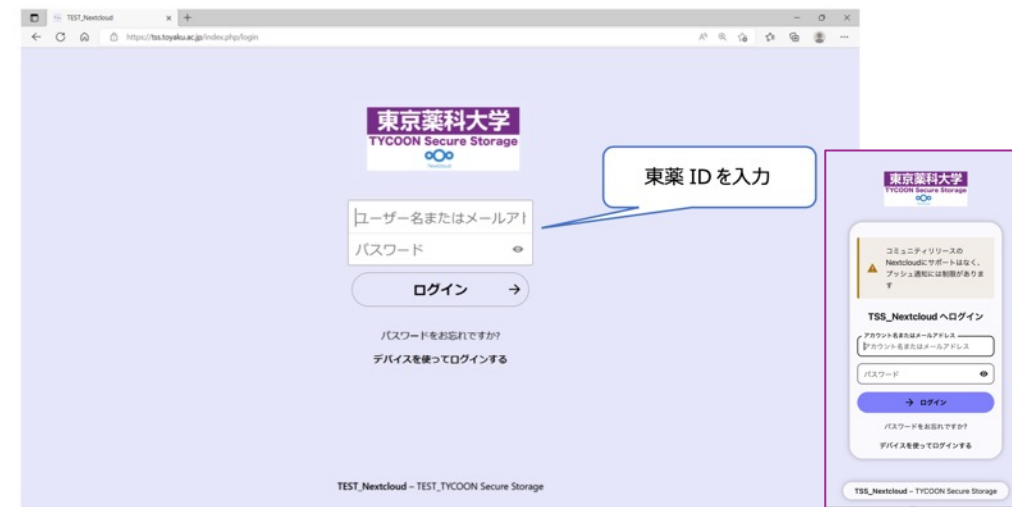 TEST_Nextcloud
https://tss.toyaku.ac.jp/index.php/login
東京薬科大学
TYCOON Secure Storage
Nextcloud
ユーザー名またはメールアド
パスワード
ログイン
パスワードをお忘れですか?
デバイスを使ってログインする
TEST_Nextcloud – TEST_TYCOON Secure Storage
東薬 ID を入力
東京薬科大学
TYCOON Secure Storage
コミュニティリリースの
Nextcloudにサポートはなく、
プッシュ通知には制限がありま
す
TSS_Nextcloud へログイン
アカウント名またはメールアドレス
アカウント名またはメールアドレス
パスワード
ログイン
パスワードをお忘れですか?
デバイスを使ってログインする
TSS_Nextcloud – TYCOON Secure Storage